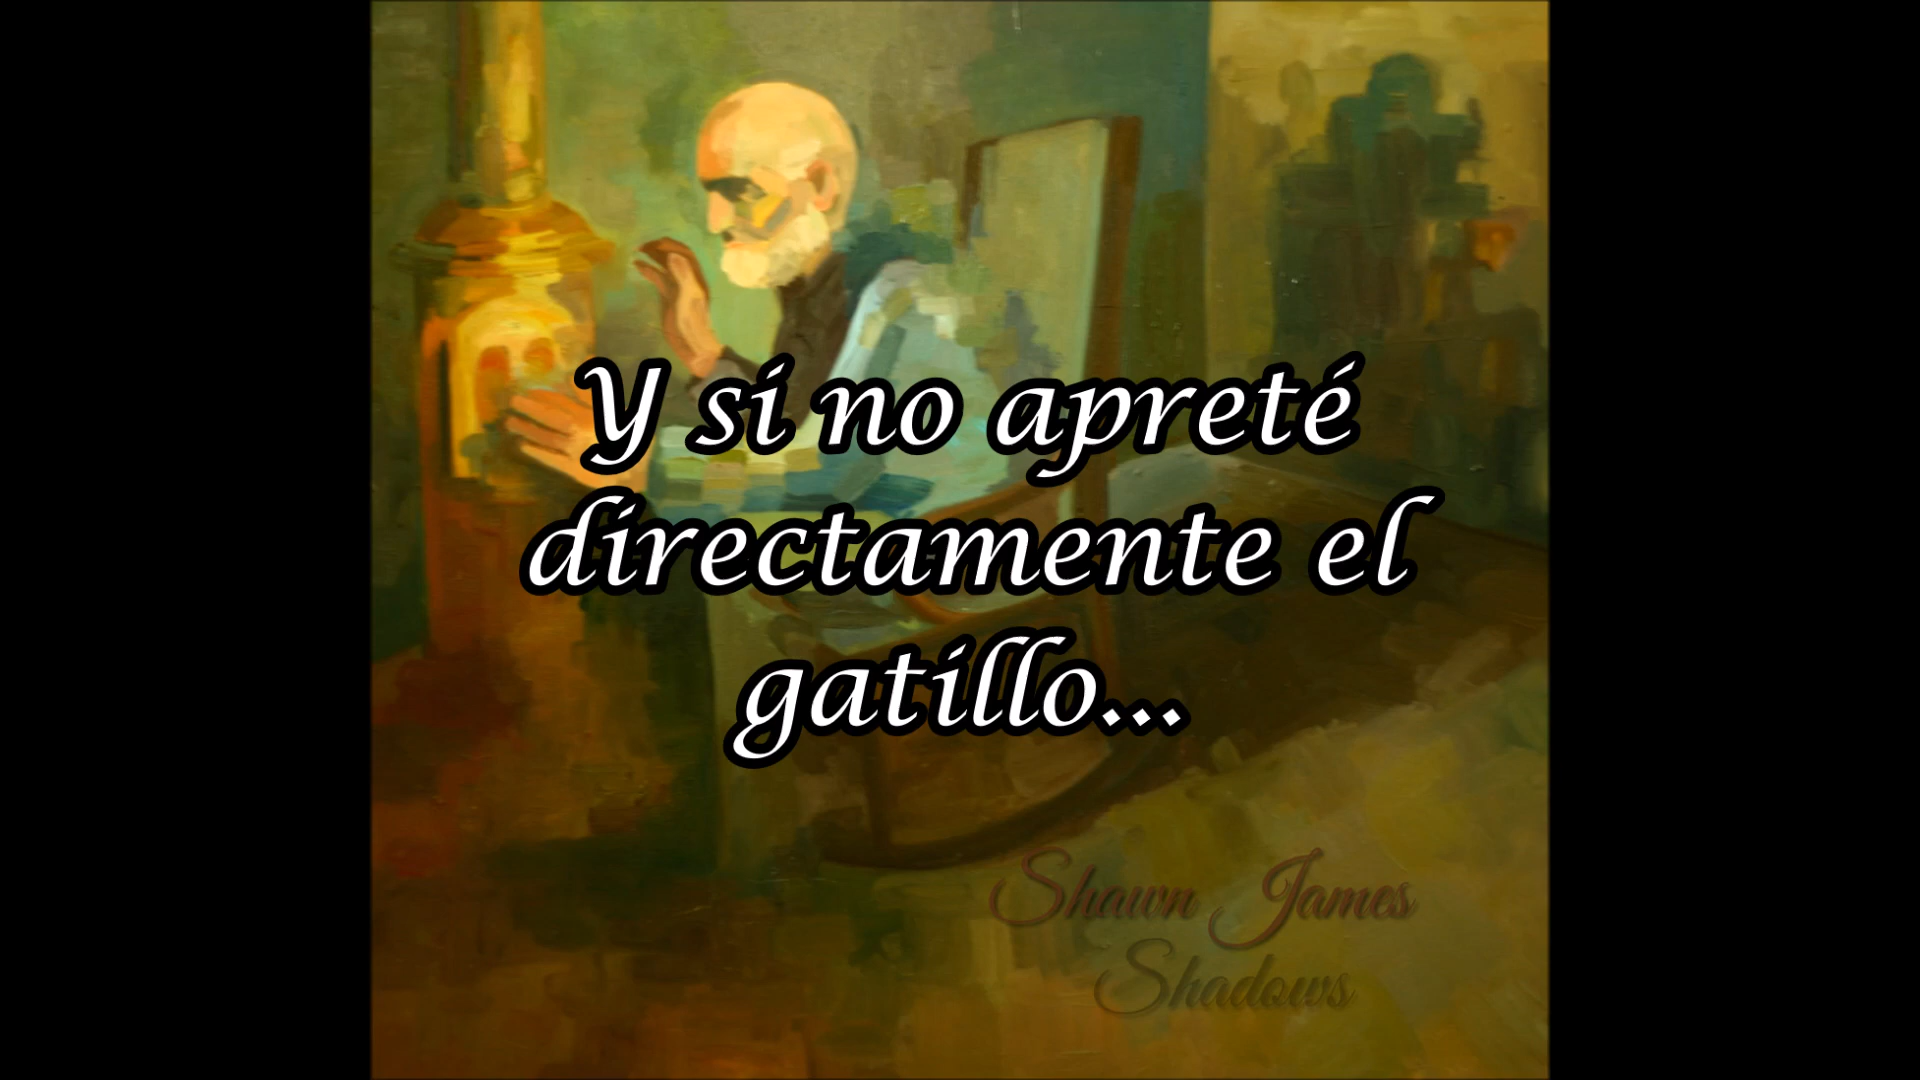 Y si no apreté
directamente el
gatillo...
Shawn James
Shadows